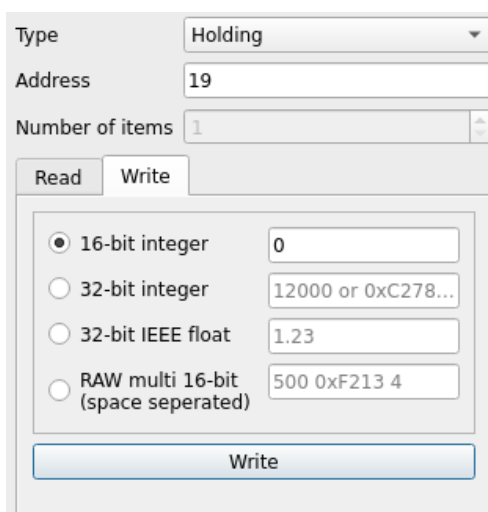 Type Holding
Address 19
Number of items 1
Read Write
16-bit integer 0
32-bit integer 12000 or 0xC278...
32-bit IEEE float 1.23
RAW multi 16-bit 500 0xF213 4
(space seperated)
Write